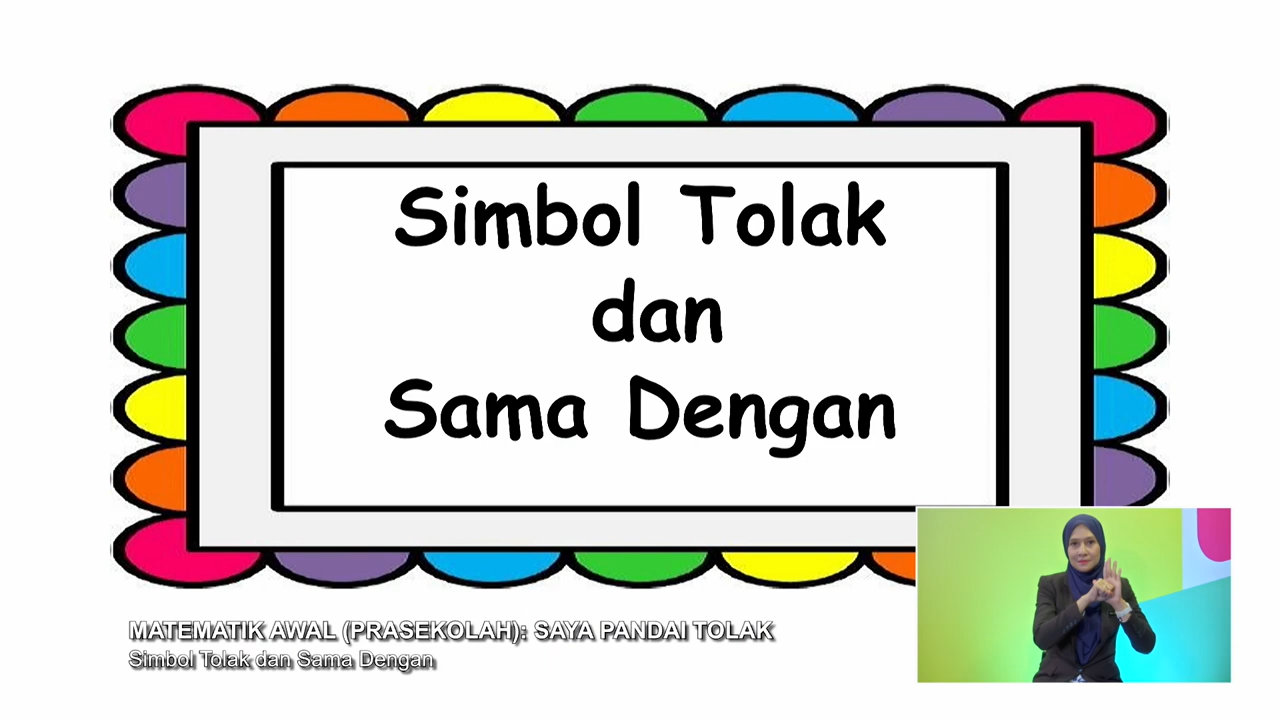 Simbol Tolak
dan
Sama Dengan
MATEMATIK AWAL (PRASEKOLAH): SAYA PANDAI TOLAK
Simbol Tolak dan Sama Dengan